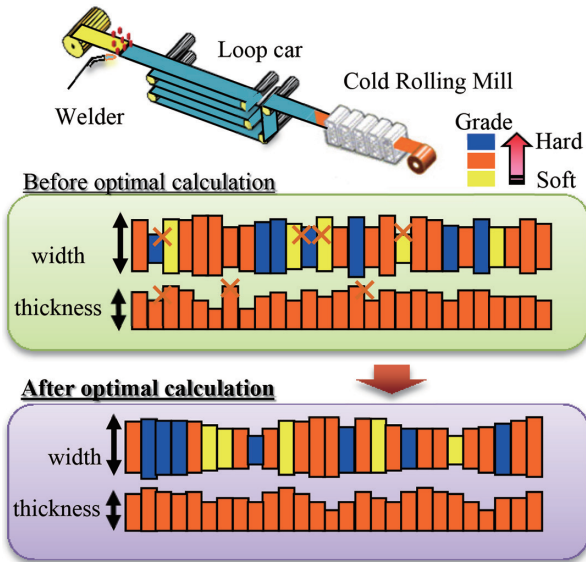 Loop car
Welder
Cold Rolling Mill
Grade
Hard
Soft
Before optimal calculation
width
thickness
After optimal calculation
width
thickness